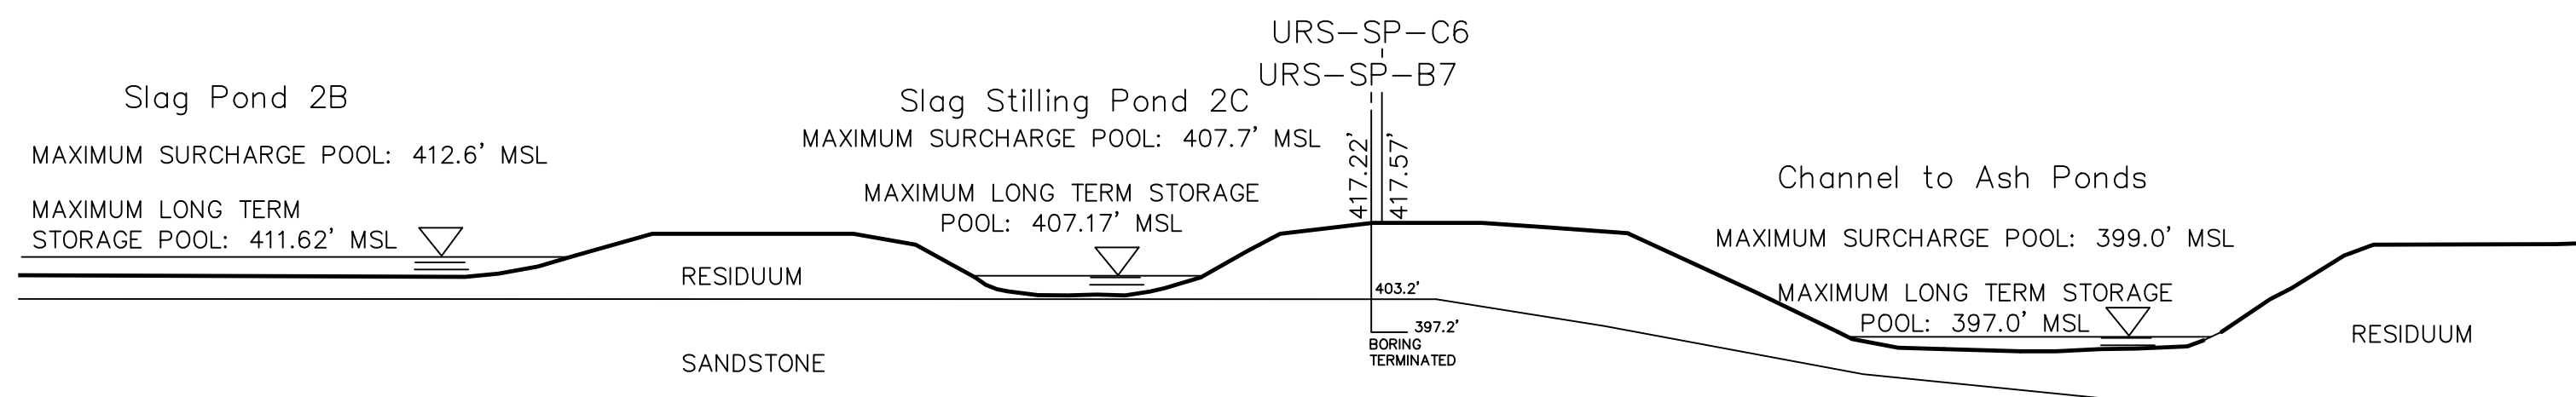 URS-SP-C6
URS-SP-B7
Slag Pond 2B
MAXIMUM SURCHARGE POOL: 412.6' MSL
MAXIMUM LONG TERM
STORAGE POOL: 411.62' MSL
Slag Stilling Pond 2C
MAXIMUM SURCHARGE POOL: 407.7' MSL
MAXIMUM LONG TERM STORAGE
POOL: 407.17' MSL
417.22'
417.57'
Channel to Ash Ponds
MAXIMUM SURCHARGE POOL: 399.0' MSL
MAXIMUM LONG TERM STORAGE
POOL: 397.0' MSL
RESIDUUM
403.2'
397.2'
BORING
TERMINATED
RESIDUUM
SANDSTONE